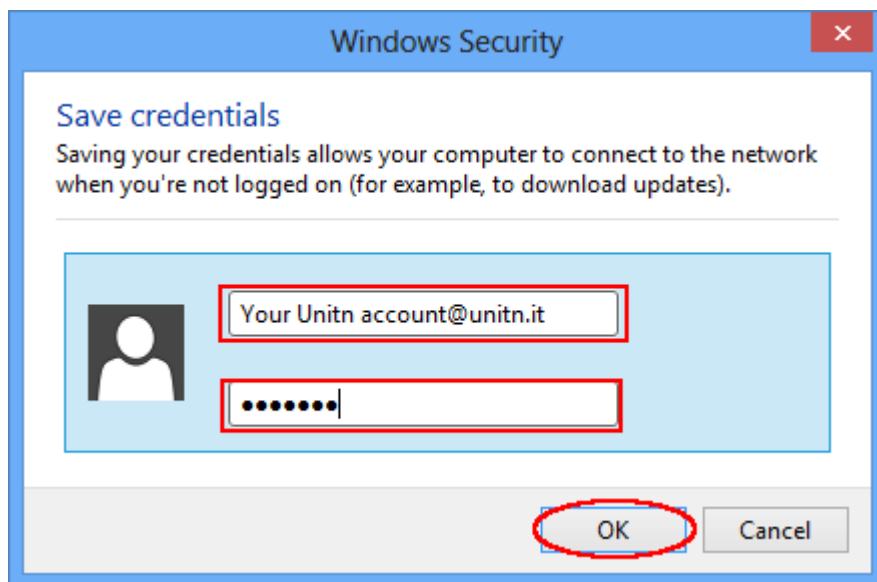 Windows Security
Save credentials
Saving your credentials allows your computer to connect to the network
when you're not logged on (for example, to download updates).
Your Unitn account@unitn.it
•••••••
OK Cancel